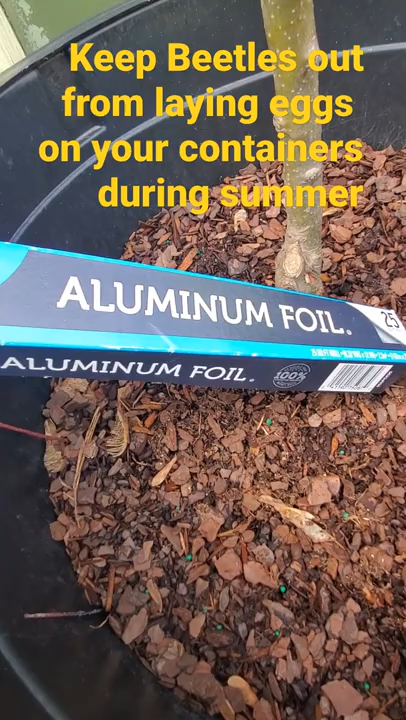 Keep Beetles out
from laying eggs
on your containers
during summer
ALUMINUM FOIL.
25
ALUMINUM FOIL.
100%